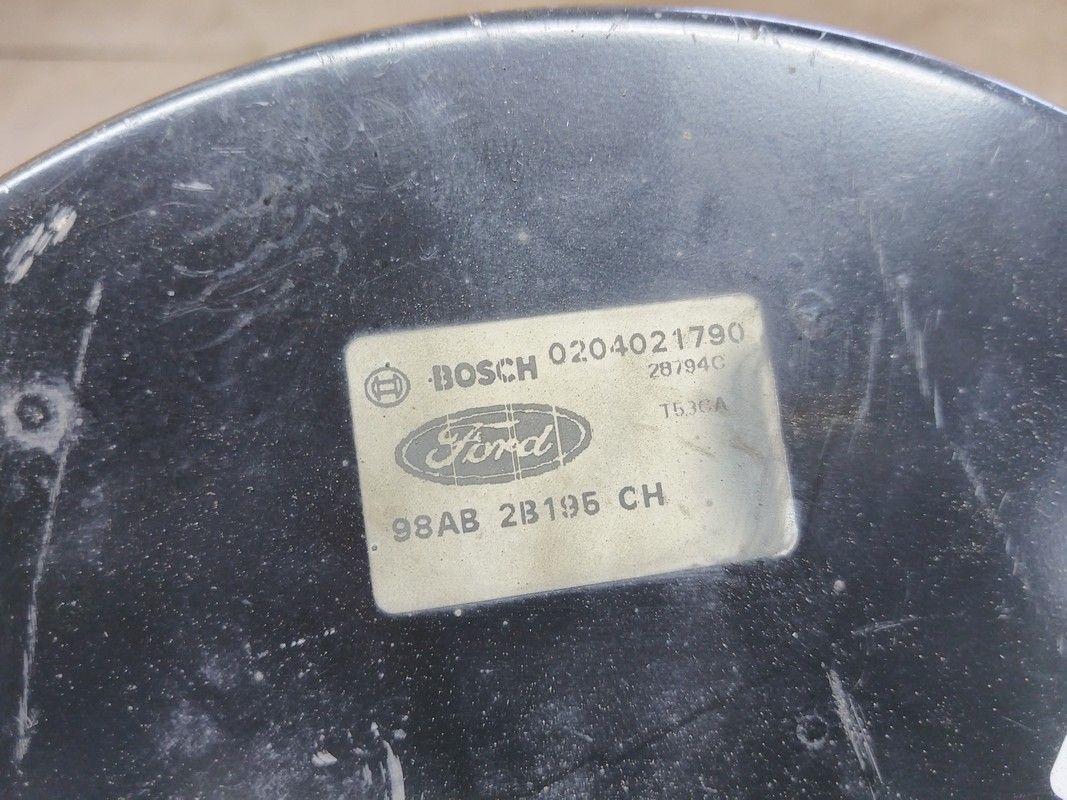 BOSCH 0204021790
28794C
T53CA
Ford
98AB 2B195 CH